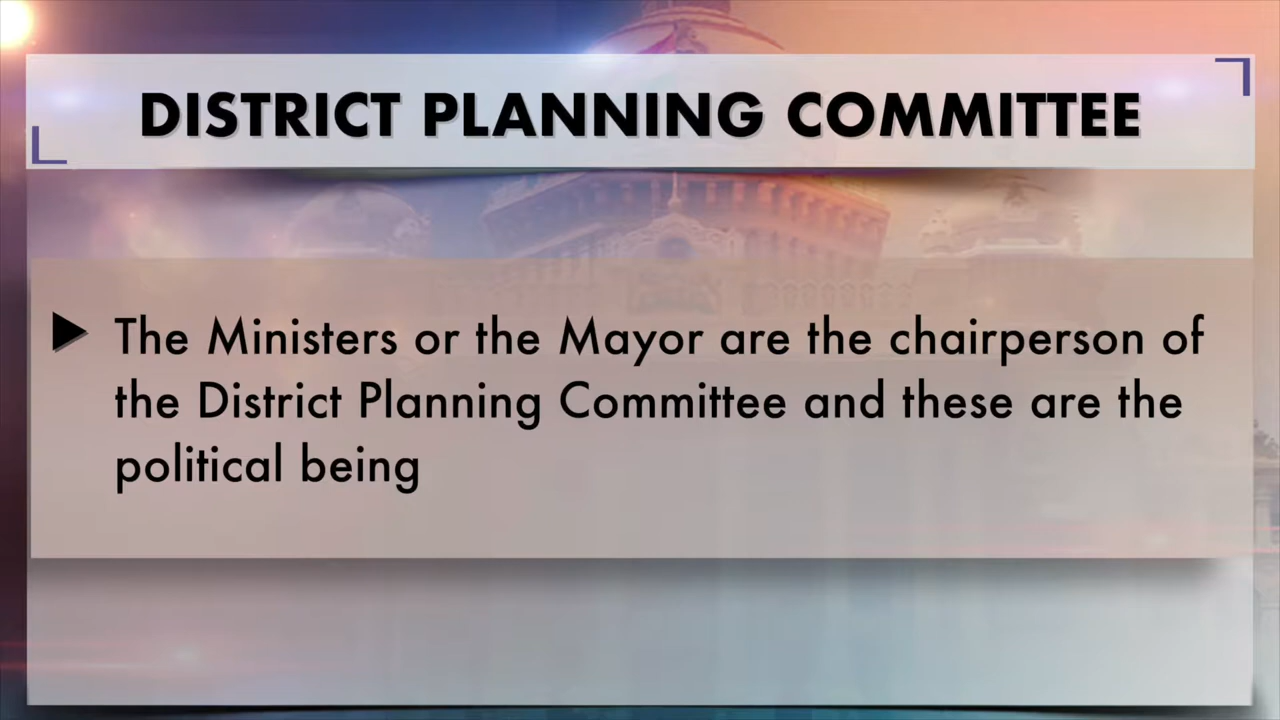 DISTRICT PLANNING COMMITTEE
The Ministers or the Mayor are the chairperson of
the District Planning Committee and these are the
political being